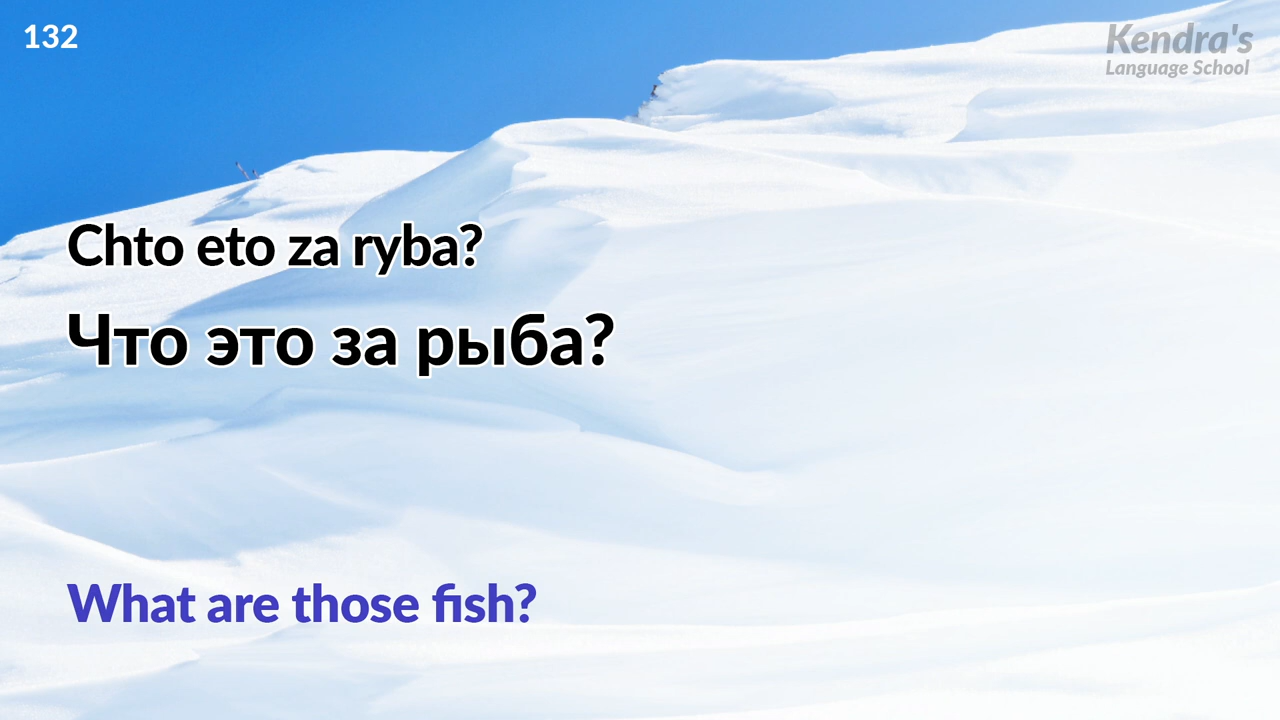 132
Kendra's
Language School
Chto eto za ryba?
Что это за рыба?
What are those fish?